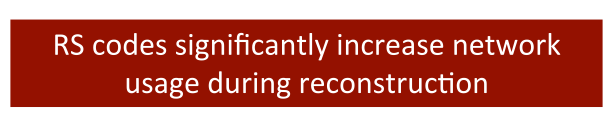 RS codes significantly increase network
usage during reconstruction